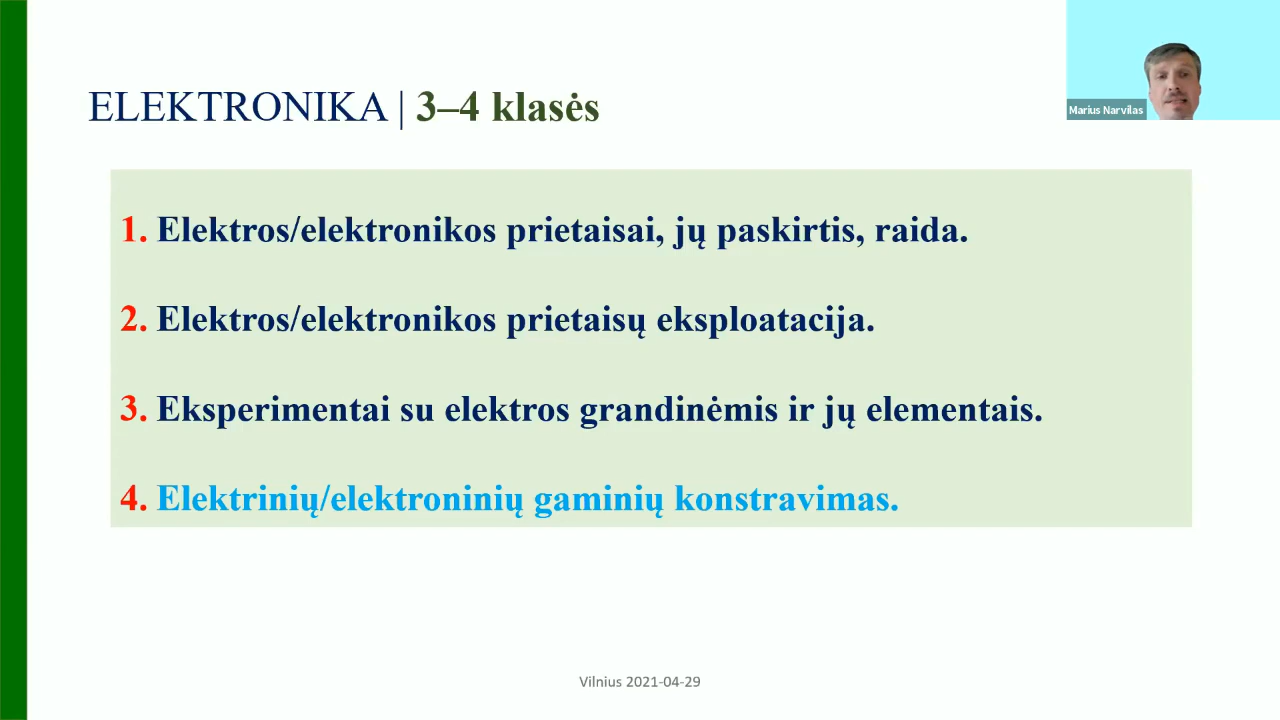 ELEKTRONIKA | 3–4 klasės
Marius Narvilas
1. Elektros/elektronikos prietaisai, jų paskirtis, raida.
2. Elektros/elektronikos prietaisų eksploatacija.
3. Eksperimentai su elektros grandinėmis ir jų elementais.
4. Elektrinių/elektroninių gaminių konstravimas.
Vilnius 2021-04-29